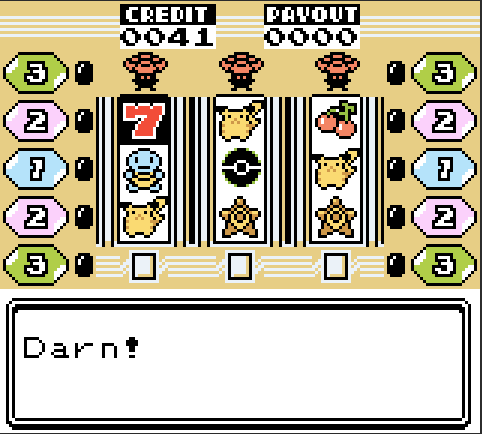 CREDIT PAYOUT
0041 0000
3 3
2 7 2
1 1
2 2
3 3
Darn!